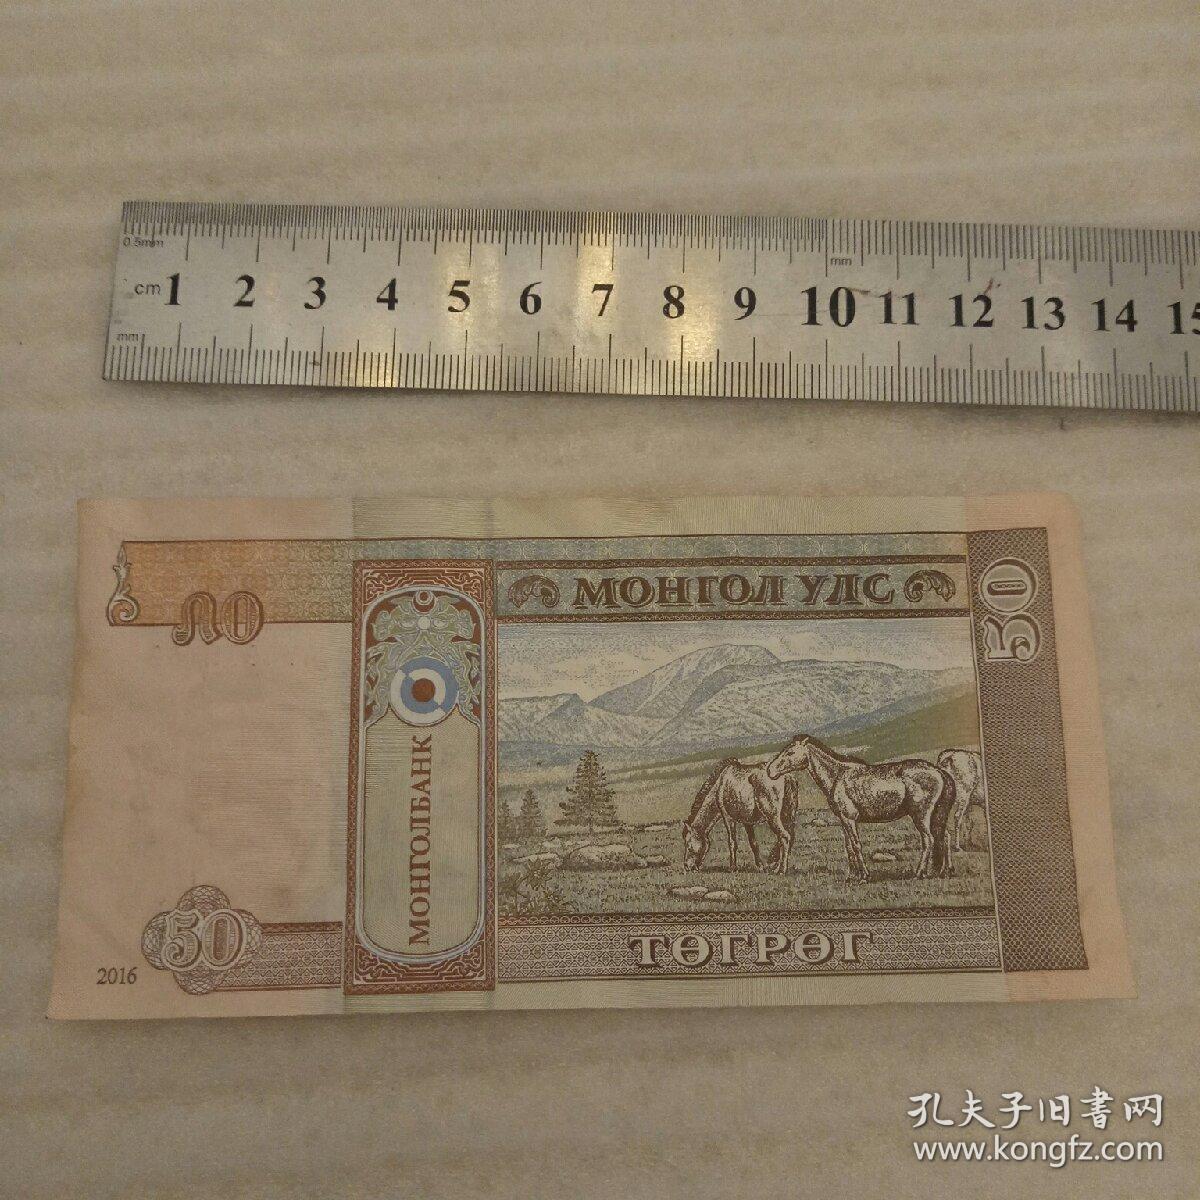 0.5mm
mm
cm 1 2 3 4 5 6 7 8 9 10 11 12 13 14 15
mm
50
МОНГОЛ УЛС
50
МОНГОЛБАНК
50
2016
ТӨГРӨГ
孔夫子旧書网
www.kongfz.com